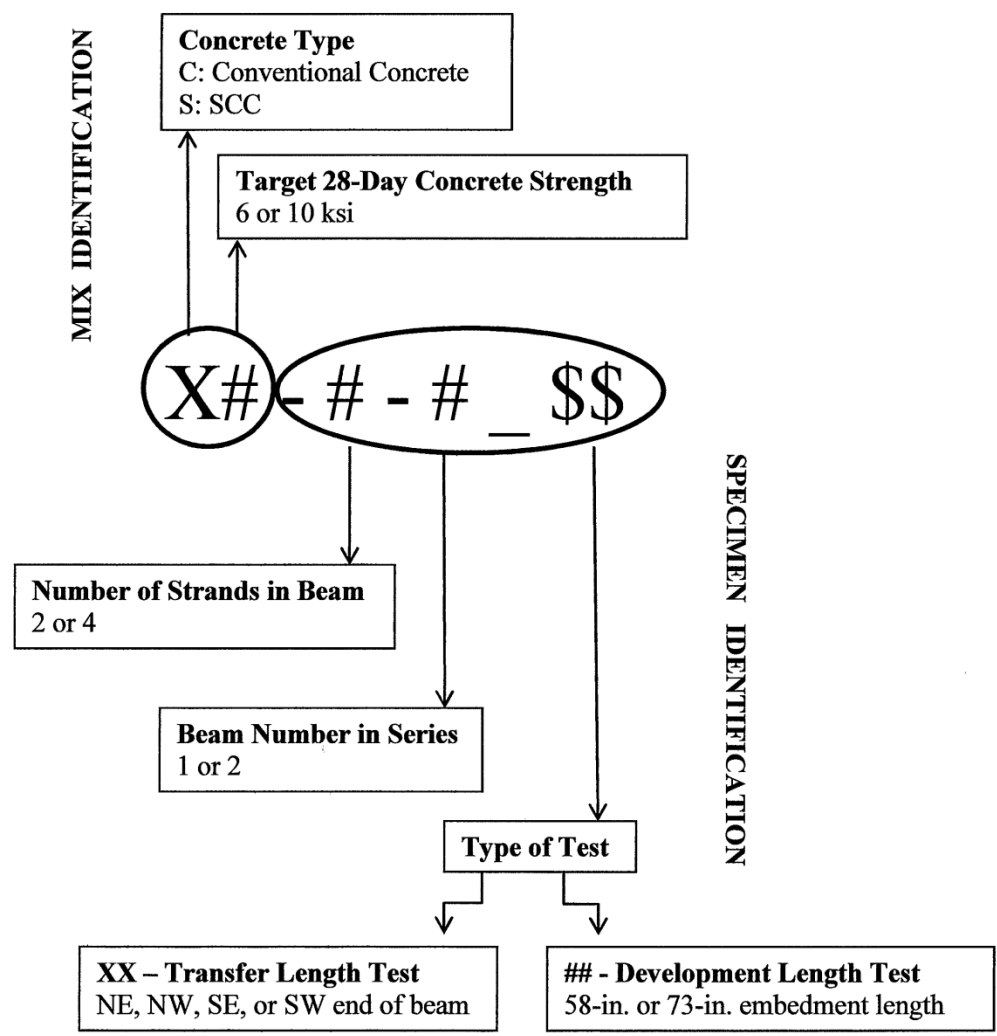 MIX IDENTIFICATION
Concrete Type
C: Conventional Concrete
S: SCC
Target 28-Day Concrete Strength
6 or 10 ksi
X# - # - # _ $$
SPECIMEN IDENTIFICATION
Number of Strands in Beam
2 or 4
Beam Number in Series
1 or 2
Type of Test
XX – Transfer Length Test
NE, NW, SE, or SW end of beam
## - Development Length Test
58-in. or 73-in. embedment length